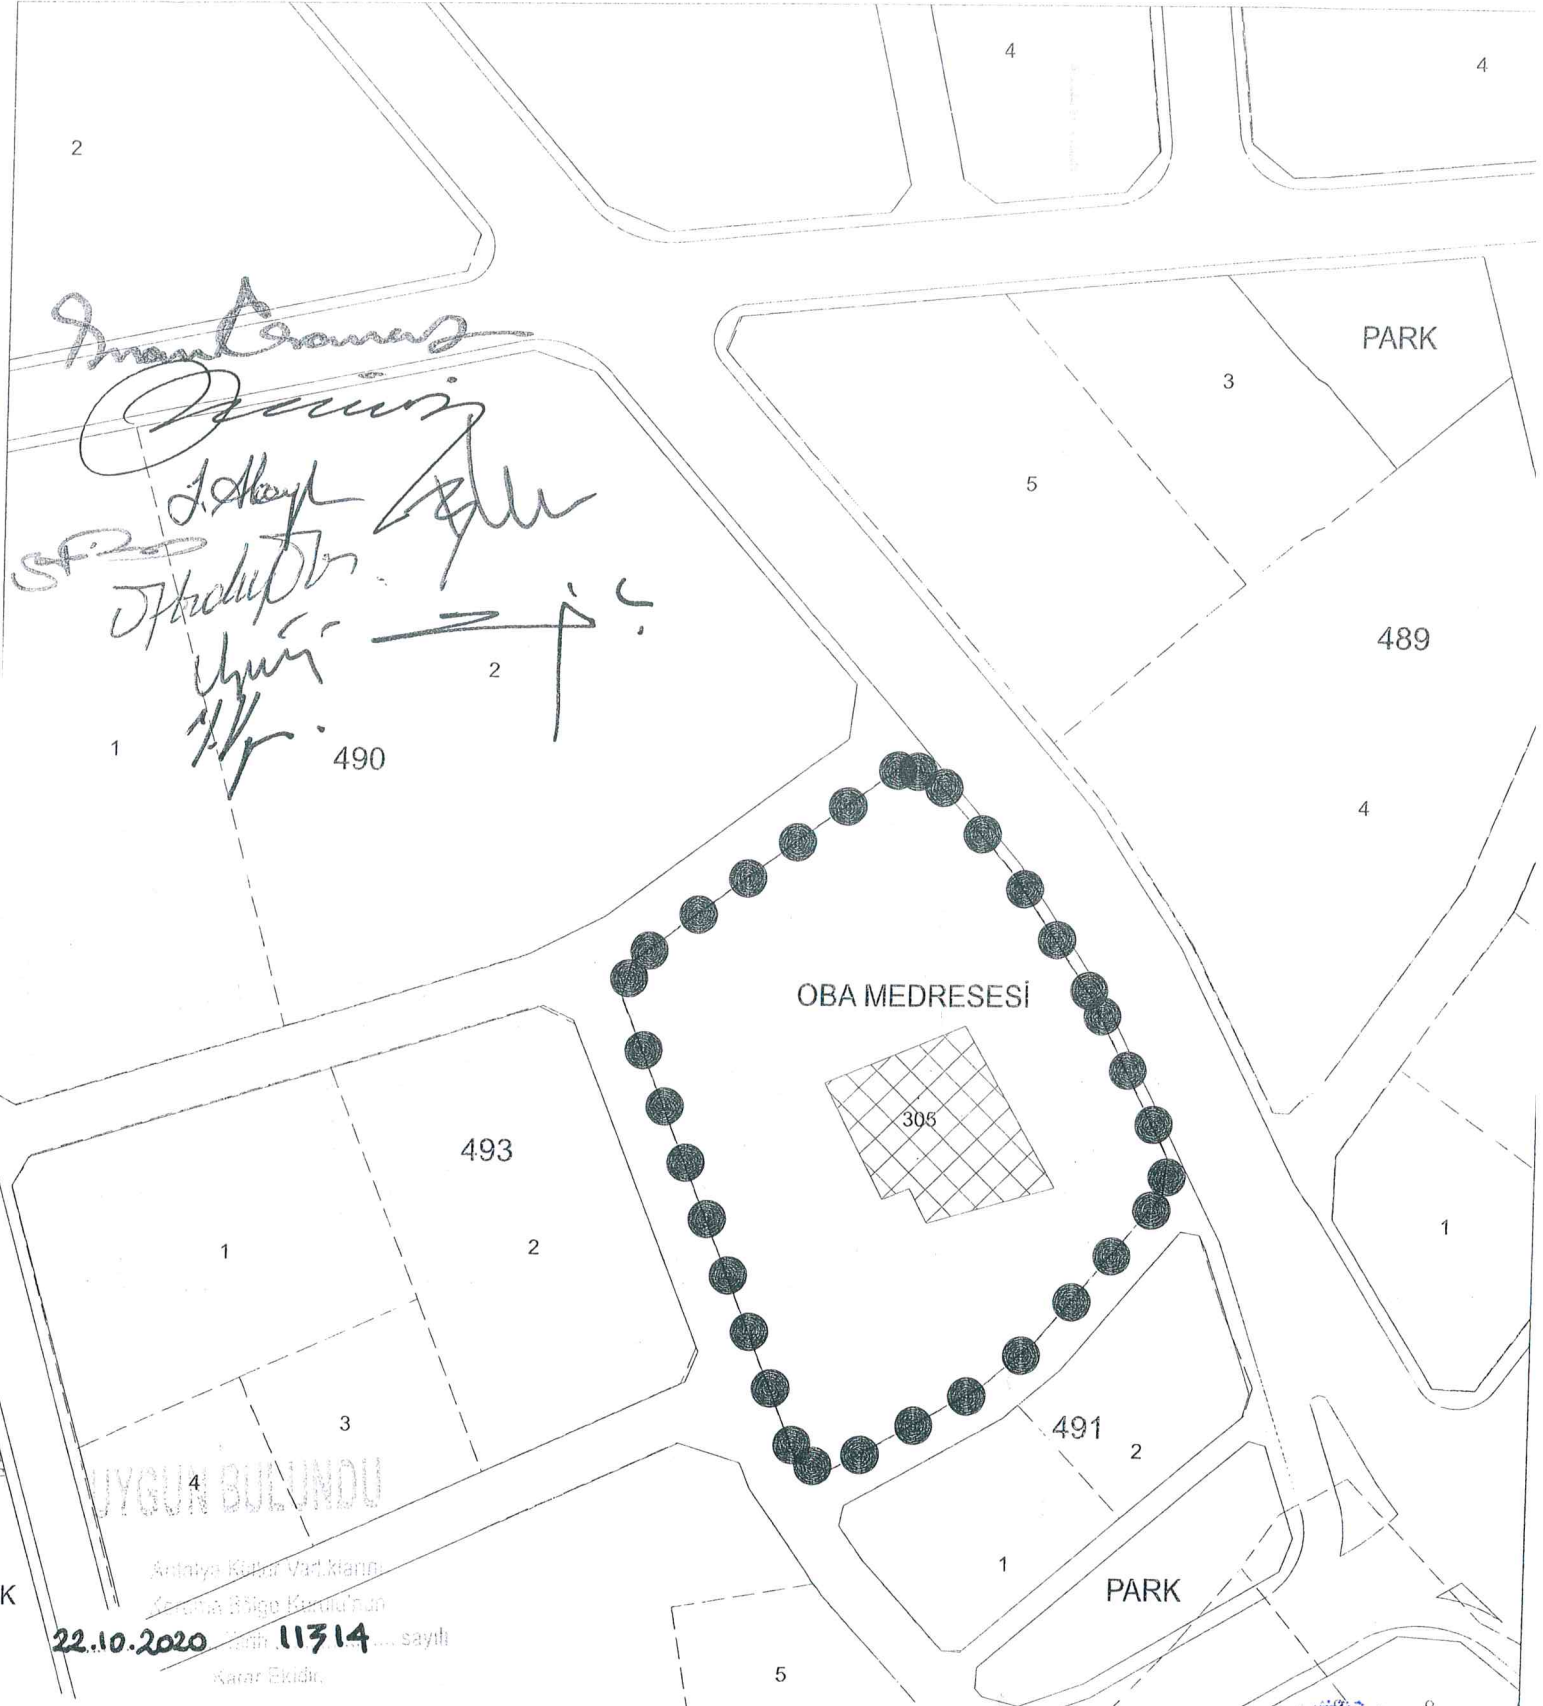 4
4
2
PARK
3
5
489
2
1
490
4
OBA MEDRESESİ
305
493
1
2
1
3
491
2
4
UYGUN BULUNDU
Antalya Kültür Varlıklarını
Koruma Bölge Kurulu'nun
22.10.2020 11314 sayılı
Karar Ekidir.
1
PARK
K
5